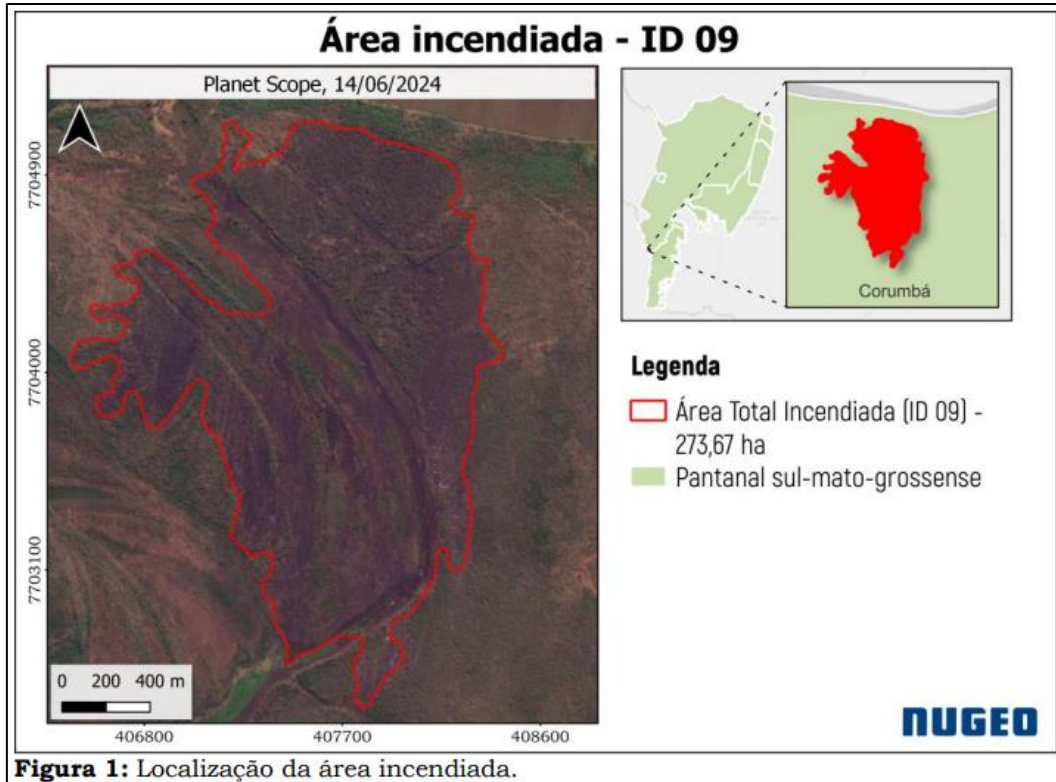 Área incendiada - ID 09
Planet Scope, 14/06/2024
7704900
7704000
7703100
0 200 400 m
406800 407700 408600
Corumbá
Legenda
Área Total Incendiada (ID 09) -
273,67 ha
Pantanal sul-mato-grossense
NUGEO
Figura 1: Localização da área incendiada.